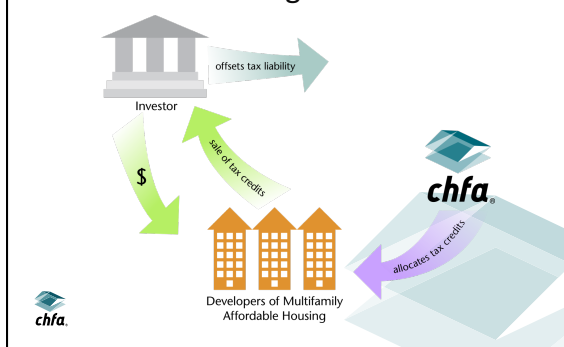 offsets tax liability
Investor
sale of tax credits
$
chfa®
allocates tax credits
Developers of Multifamily
Affordable Housing
chfa.